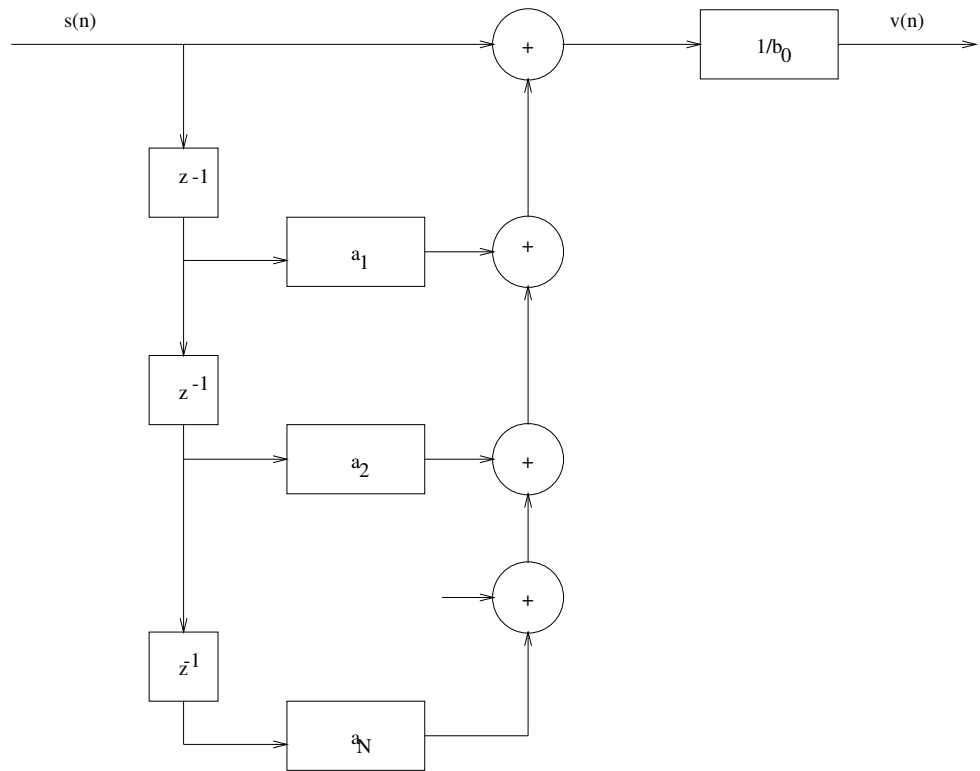 s(n)
v(n)
+
1/b0
z-1
a1
+
z-1
a2
+
+
z-1
aN